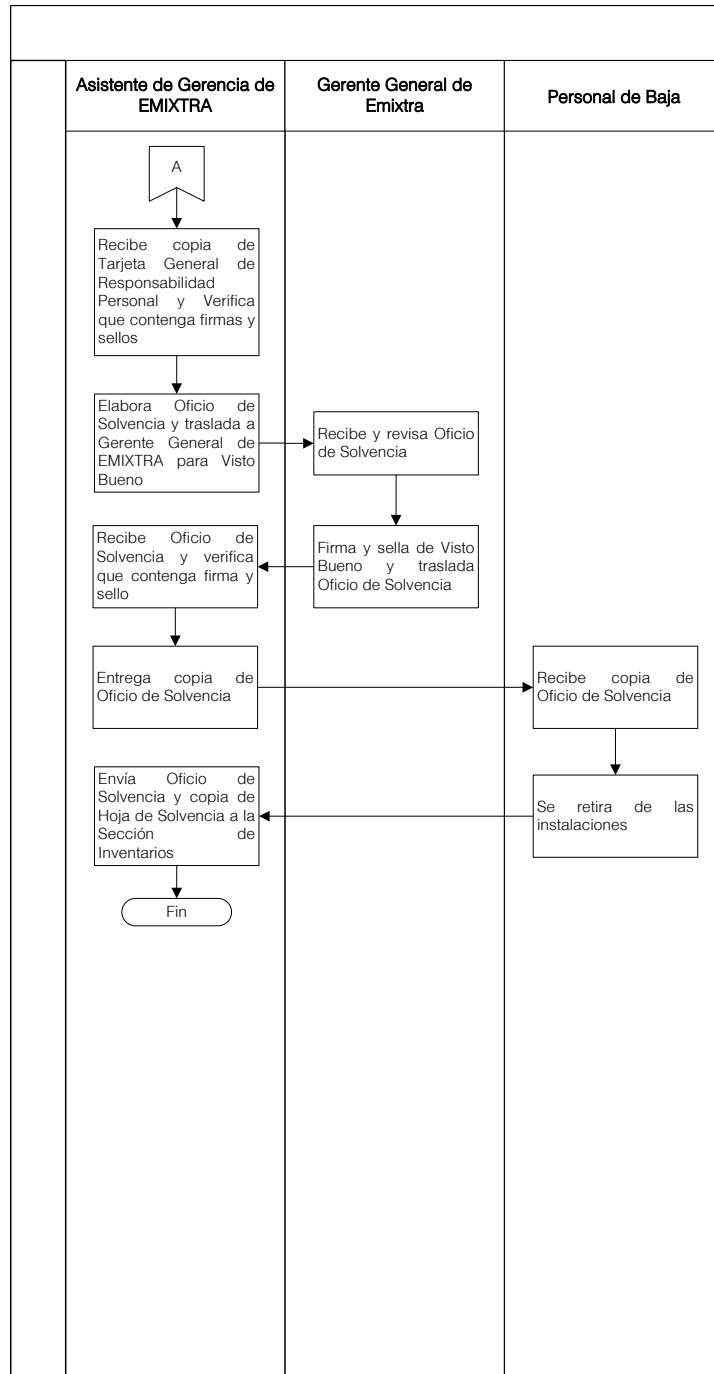 Asistente de Gerencia de
EMIXTRA
Gerente General de
Emixtra
Personal de Baja
A
Recibe copia de
Tarjeta General de
Responsabilidad
Personal y Verifica
que contenga firmas y
sellos
Elabora Oficio de
Solvencia y traslada a
Gerente General de
EMIXTRA para Visto
Bueno
Recibe y revisa Oficio
de Solvencia
Firma y sella de Visto
Bueno y traslada
Oficio de Solvencia
Recibe Oficio de
Solvencia y verifica
que contenga firma y
sello
Entrega copia de
Oficio de Solvencia
Recibe copia de
Oficio de Solvencia
Se retira de las
instalaciones
Envía Oficio de
Solvencia y copia de
Hoja de Solvencia a la
Sección de
Inventarios
Fin